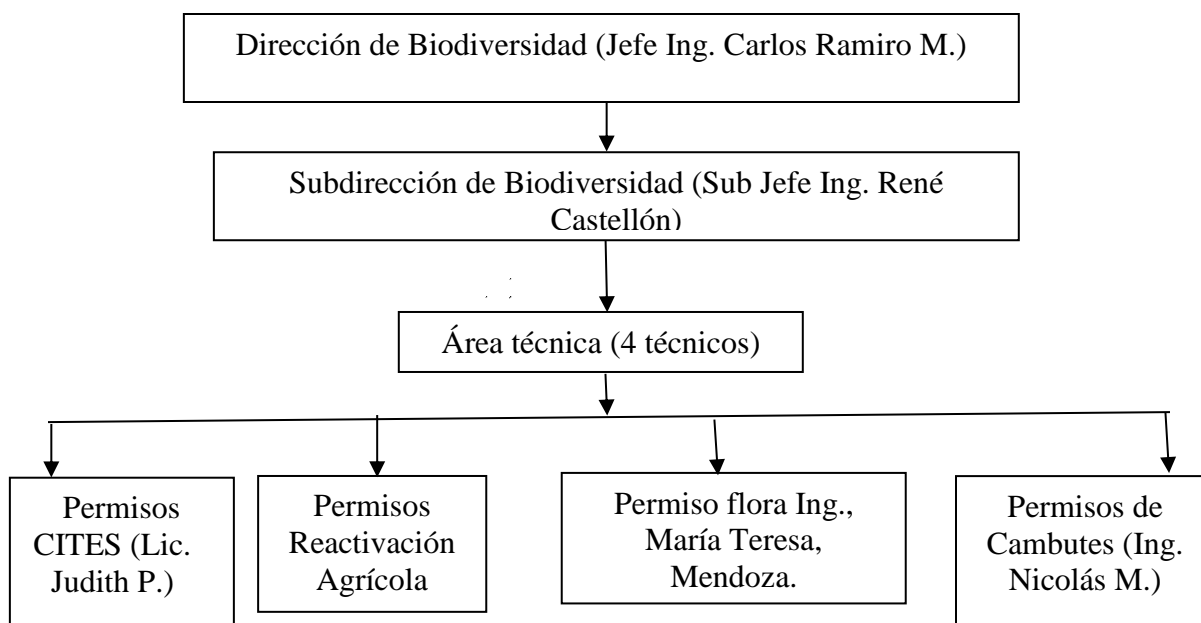 Dirección de Biodiversidad (Jefe Ing. Carlos Ramiro M.)
Subdirección de Biodiversidad (Sub Jefe Ing. René
Castellón)
Área técnica (4 técnicos)
Permisos
CITES (Lic.
Judith P.)
Permisos
Reactivación
Agrícola
Permiso flora Ing.,
María Teresa,
Mendoza.
Permisos de
Cambutes (Ing.
Nicolás M.)